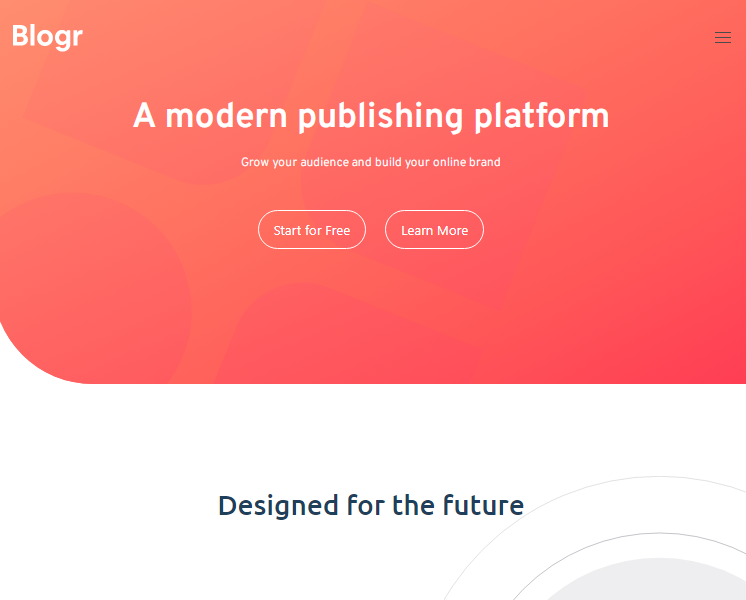 Blogr
A modern publishing platform
Grow your audience and build your online brand
Start for Free
Learn More
Designed for the future